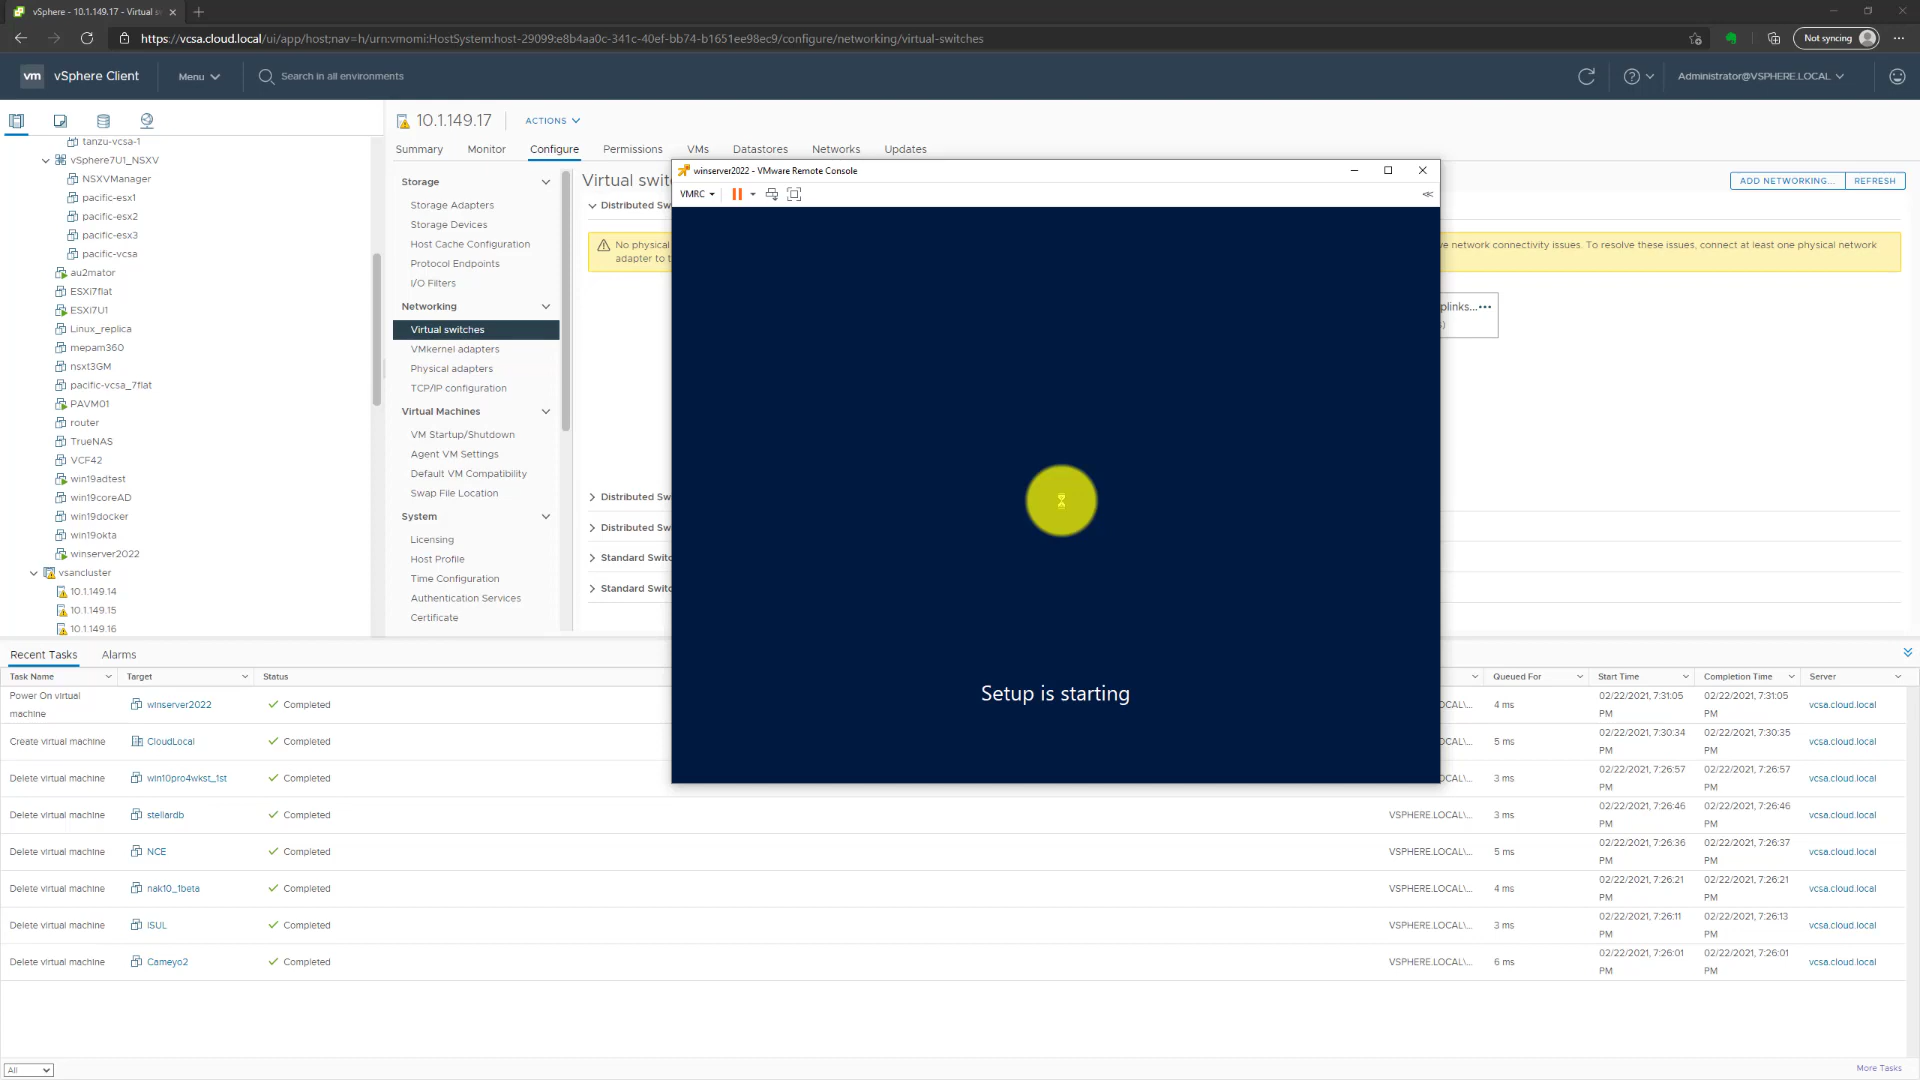 vSphere - 10.1.149.17 - Virtual s
https://vcsa.cloud.local/ui/app/host;nav=h/urn:vmomi:HostSystem:host-29099:e8b4aa0c-341c-40ef-bb74-b1651ee98ec9/configure/networking/virtual-switches
Not syncing
vm vSphere Client
Menu
Search in all environments
Administrator@VSPHERE.LOCAL
tanzu-vcsa-1
vSphere7U1_NSXV
NSXVManager
pacific-esx1
pacific-esx2
pacific-esx3
pacific-vcsa
au2mator
ESXi7flat
ESXi7U1
Linux_replica
mepam360
nsxt3GM
pacific-vcsa_7flat
PAVM01
router
TrueNAS
VCF42
win19adtest
win19coreAD
win19docker
win19okta
winserver2022
vsancluster
10.1.149.14
10.1.149.15
10.1.149.16
10.1.149.17
ACTIONS
Summary Monitor Configure Permissions VMs Datastores Networks Updates
Storage
Storage Adapters
Storage Devices
Host Cache Configuration
Protocol Endpoints
I/O Filters
Networking
Virtual switches
VMkernel adapters
Physical adapters
TCP/IP configuration
Virtual Machines
VM Startup/Shutdown
Agent VM Settings
Default VM Compatibility
Swap File Location
System
Licensing
Host Profile
Time Configuration
Authentication Services
Certificate
Virtual swit
ADD NETWORKING... REFRESH
Distributed Sw
No physical
adapter to t
e network connectivity issues. To resolve these issues, connect at least one physical network
plinks...
Distributed Sw
Distributed Sw
Standard Switc
Standard Switc
winserver2022 - VMware Remote Console
VMRC
Setup is starting
Recent Tasks Alarms
Task Name Target Status Queued For Start Time Completion Time Server
Power On virtual machine winserver2022 Completed OCAL\... 4 ms 02/22/2021, 7:31:05 PM 02/22/2021, 7:31:05 PM vcsa.cloud.local
Create virtual machine CloudLocal Completed OCAL\... 5 ms 02/22/2021, 7:30:34 PM 02/22/2021, 7:30:35 PM vcsa.cloud.local
Delete virtual machine win10pro4wkst_1st Completed OCAL\... 3 ms 02/22/2021, 7:26:57 PM 02/22/2021, 7:26:57 PM vcsa.cloud.local
Delete virtual machine stellardb Completed VSPHERE.LOCAL\... 3 ms 02/22/2021, 7:26:46 PM 02/22/2021, 7:26:46 PM vcsa.cloud.local
Delete virtual machine NCE Completed VSPHERE.LOCAL\... 5 ms 02/22/2021, 7:26:36 PM 02/22/2021, 7:26:37 PM vcsa.cloud.local
Delete virtual machine nak10_1beta Completed VSPHERE.LOCAL\... 4 ms 02/22/2021, 7:26:21 PM 02/22/2021, 7:26:21 PM vcsa.cloud.local
Delete virtual machine ISUL Completed VSPHERE.LOCAL\... 3 ms 02/22/2021, 7:26:11 PM 02/22/2021, 7:26:13 PM vcsa.cloud.local
Delete virtual machine Cameyo2 Completed VSPHERE.LOCAL\... 6 ms 02/22/2021, 7:26:01 PM 02/22/2021, 7:26:01 PM vcsa.cloud.local
All
More Tasks